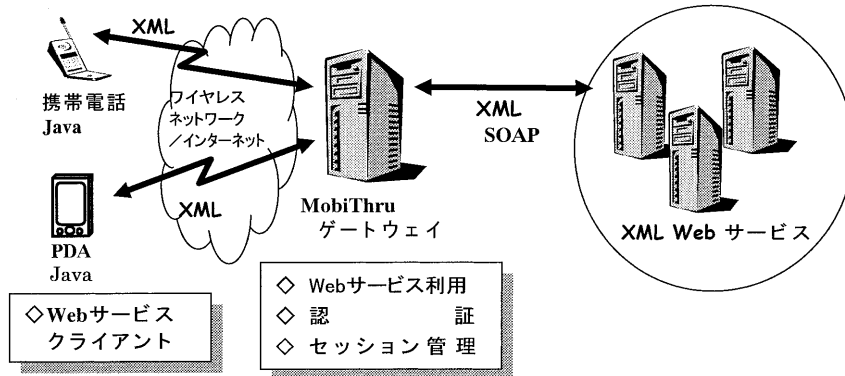 XML
携帯電話
Java
ワイヤレス
ネットワーク
／インターネット
XML
PDA
Java
◇Webサービス
クライアント
MobiThru
ゲートウェイ
◇ Webサービス利用
◇ 認 証
◇ セッション管理
XML
SOAP
XML Web サービス